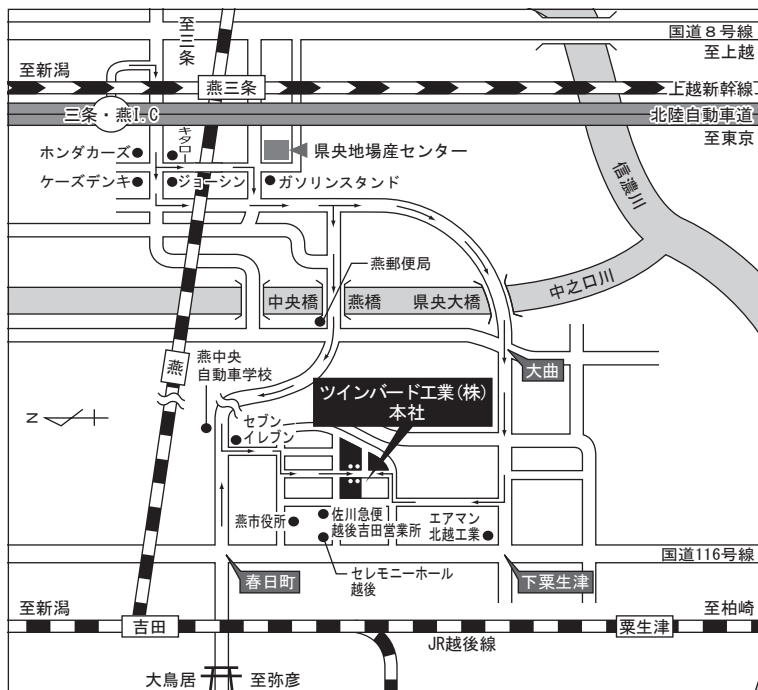 国道8号線
至三条
至上越
至新潟
燕三条
上越新幹線
三条・燕I.C
北陸自動車道
至東京
キタロー
ホンダカーズ
県央地場産センター
ケーズデンキ
ジョーシン
ガソリンスタンド
信濃川
燕郵便局
中之口川
中央橋
燕橋
県央大橋
燕
燕中央
自動車学校
大曲
ツインバード工業(株)
本社
N
セブン
イレブン
燕市役所
佐川急便
越後吉田営業所
エアマン
北越工業
国道116号線
春日町
セレモニーホール
越後
下粟生津
至新潟
吉田
粟生津
至柏崎
JR越後線
大鳥居
至弥彦